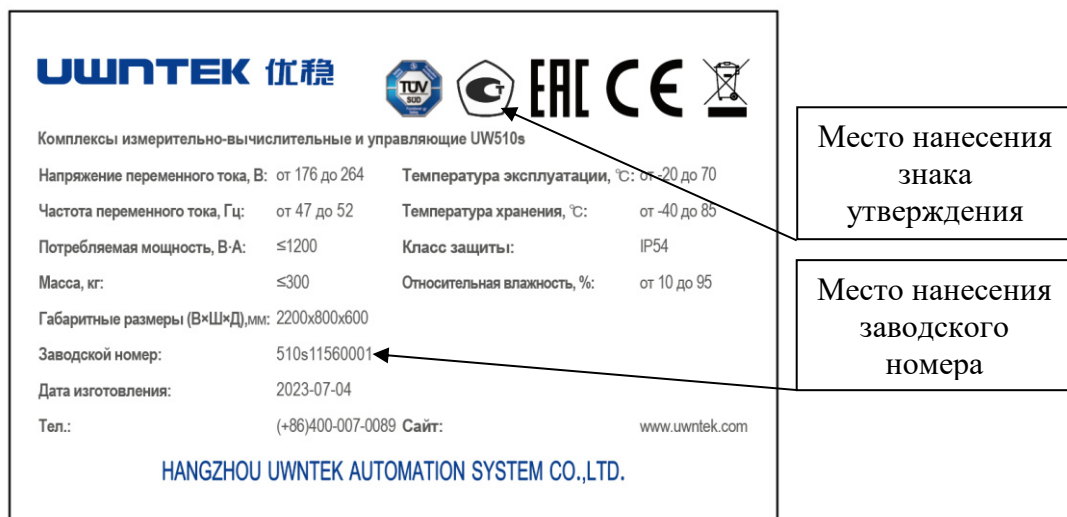 UWNTEK 优稳
TÜV SÜD
СТ
EAC CE
Комплексы измерительно-вычислительные и управляющие UW510s
Напряжение переменного тока, В: от 176 до 264 Температура эксплуатации, ℃: от -20 до 70
Частота переменного тока, Гц: от 47 до 52 Температура хранения, ℃: от -40 до 85
Потребляемая мощность, В·А: ≤1200 Класс защиты: IP54
Масса, кг: ≤300 Относительная влажность, %: от 10 до 95
Габаритные размеры (В×Ш×Д),мм: 2200x800x600
Заводской номер: 510s11560001
Дата изготовления: 2023-07-04
Тел.: (+86)400-007-0089 Сайт: www.uwntek.com
HANGZHOU UWNTEK AUTOMATION SYSTEM CO.,LTD.
Место нанесения
знака
утверждения
Место нанесения
заводского
номера